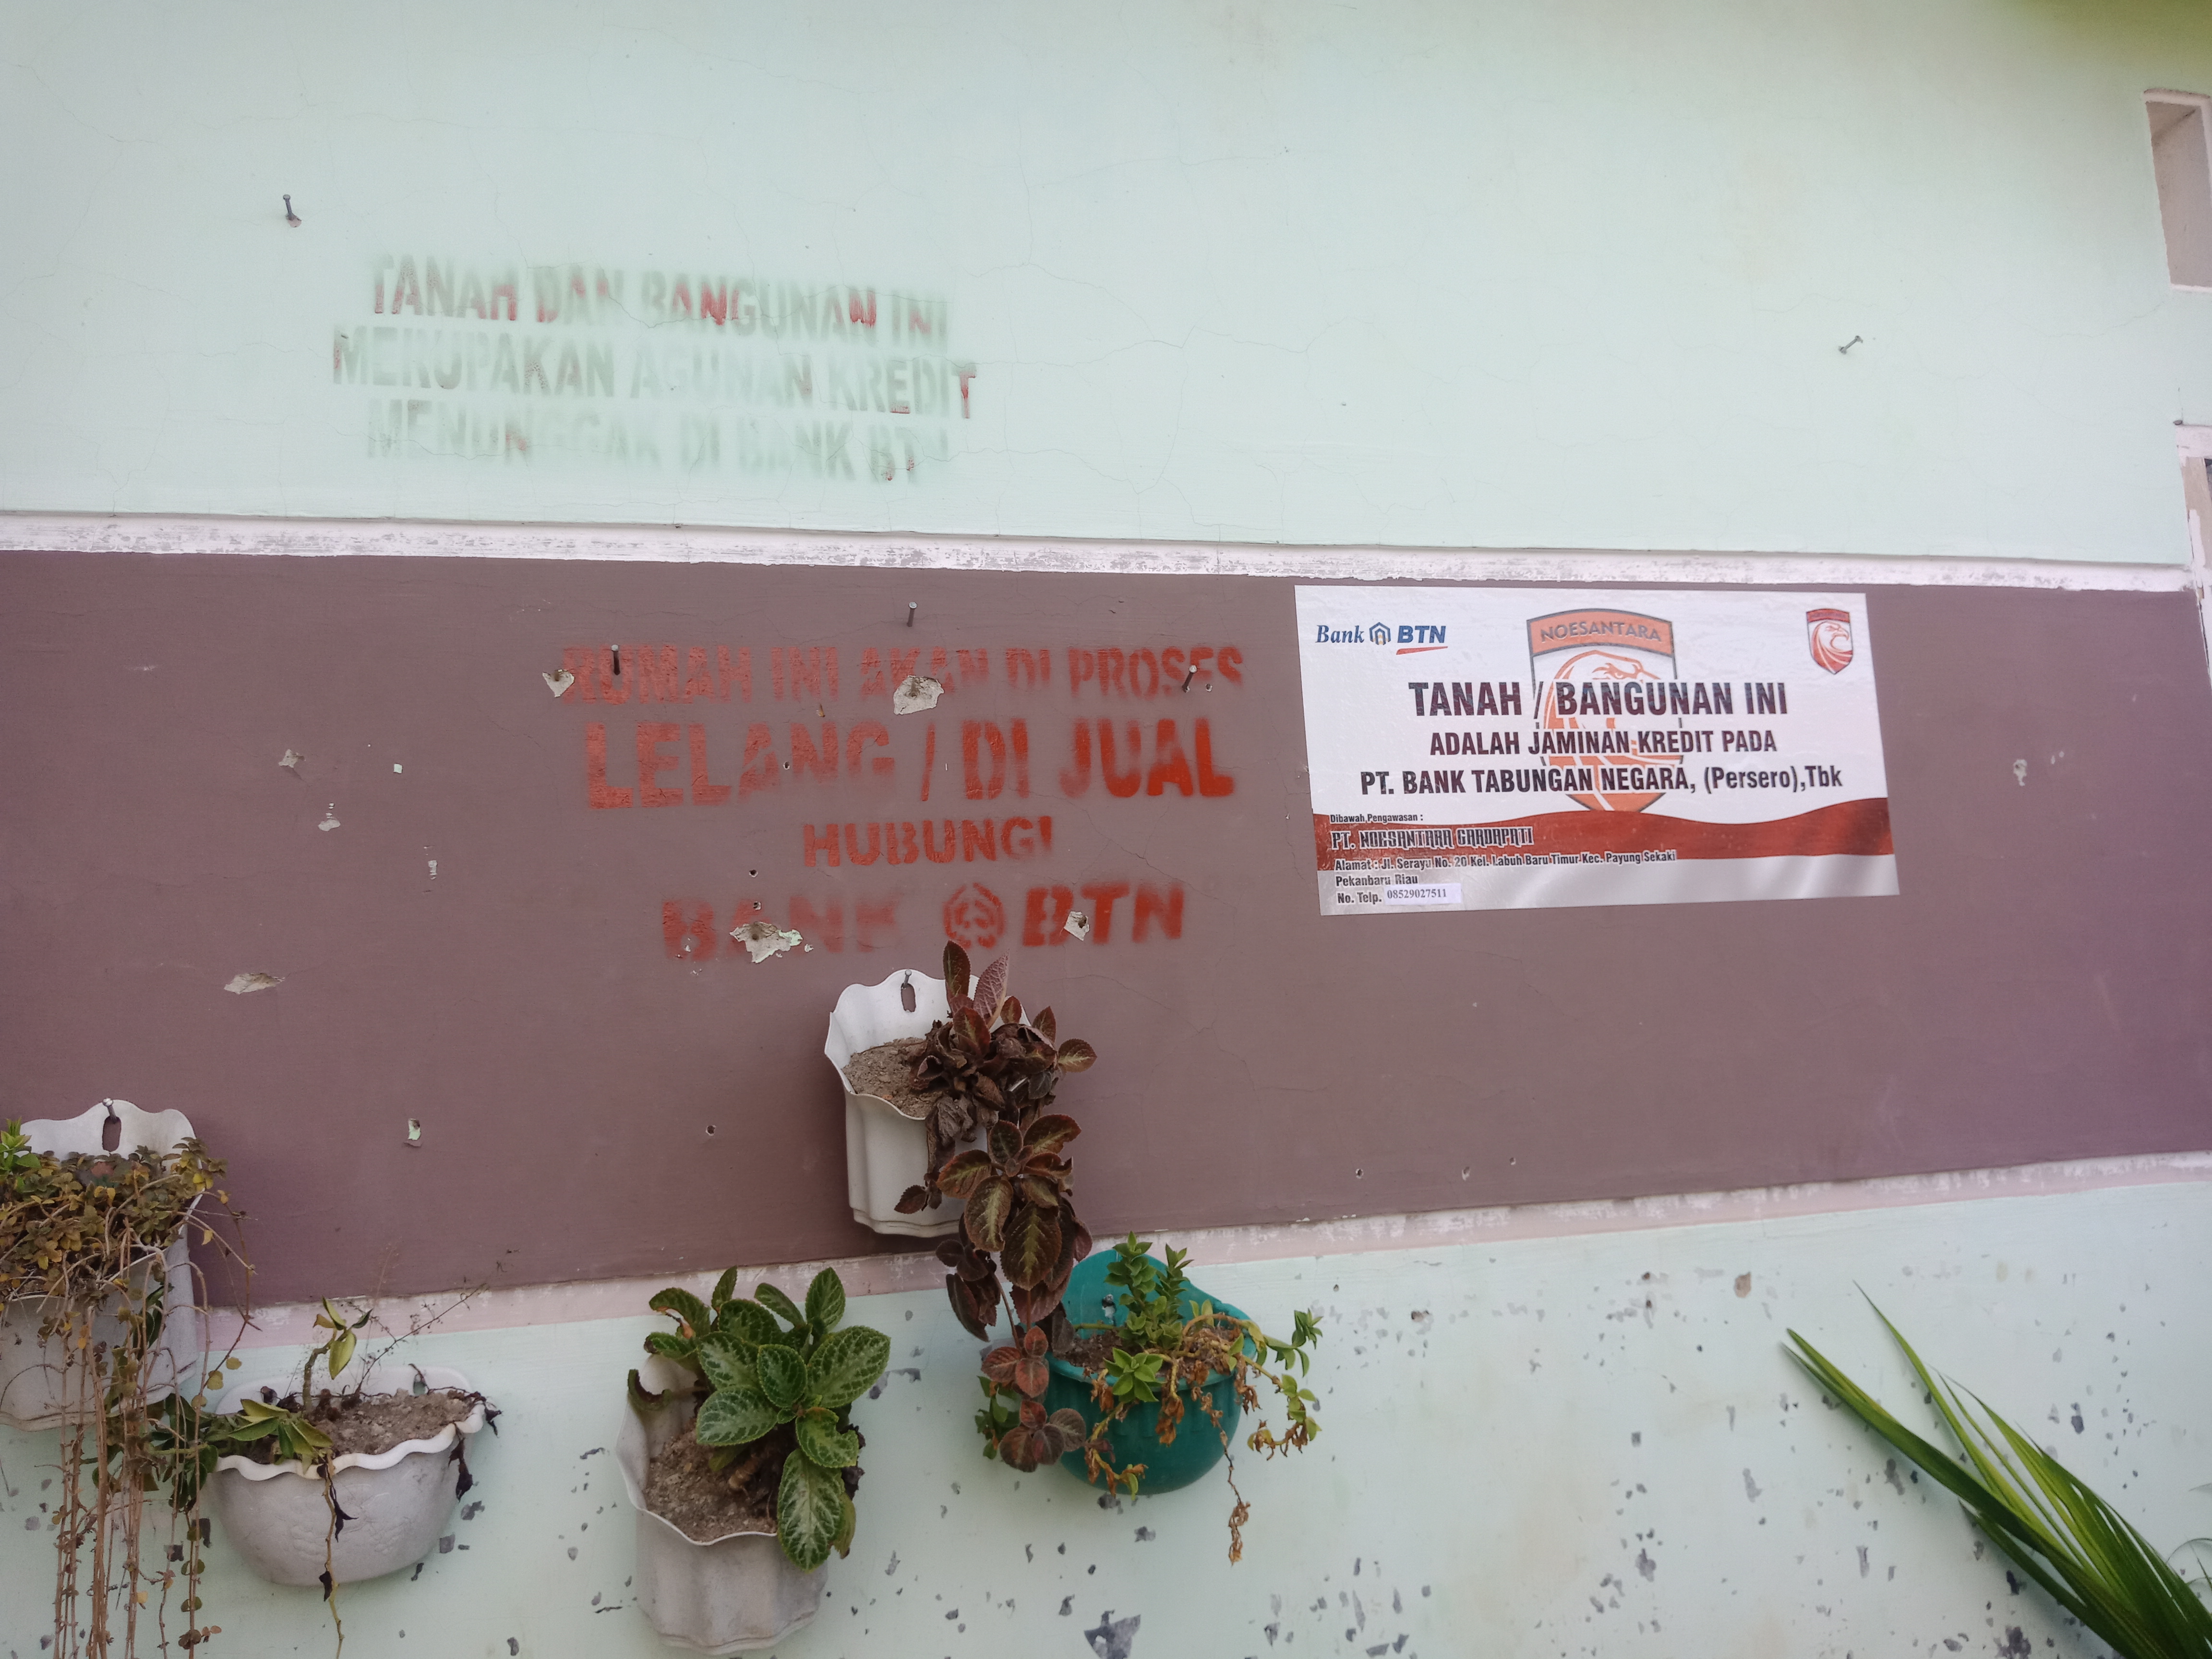 TANAH DAN BANGUNAN INI
MERUPAKAN AGUNAN KREDIT
MENUNGGAK DI BANK BTN
RUMAH INI AKAN DI PROSES
LELANG / DI JUAL
HUBUNGI
BANK BTN
Bank BTN
NOESANTARA
TANAH / BANGUNAN INI
ADALAH JAMINAN KREDIT PADA
PT. BANK TABUNGAN NEGARA, (Persero),Tbk
Dibawah Pengawasan :
PT. NOESANTARA GARDAPATI
Alamat : Jl. Serayu No. 20 Kel. Labuh Baru Timur Kec. Payung Sekaki
Pekanbaru Riau
No. Telp. 08529027511